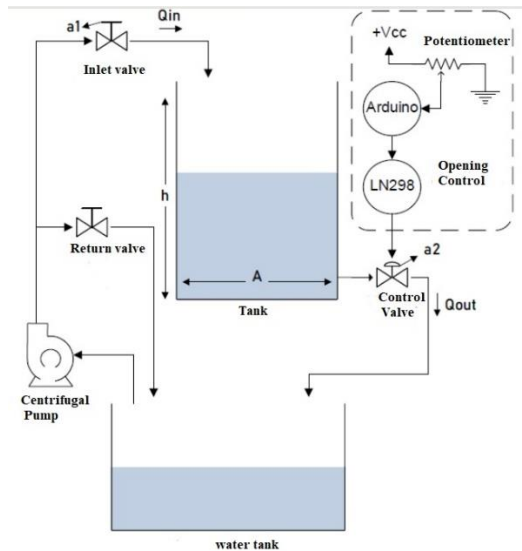 a1
Qin
Inlet valve
+Vcc
Potentiometer
Arduino
LN298
Opening
Control
h
Return valve
A
Tank
a2
Control
Valve
Qout
Centrifugal
Pump
water tank